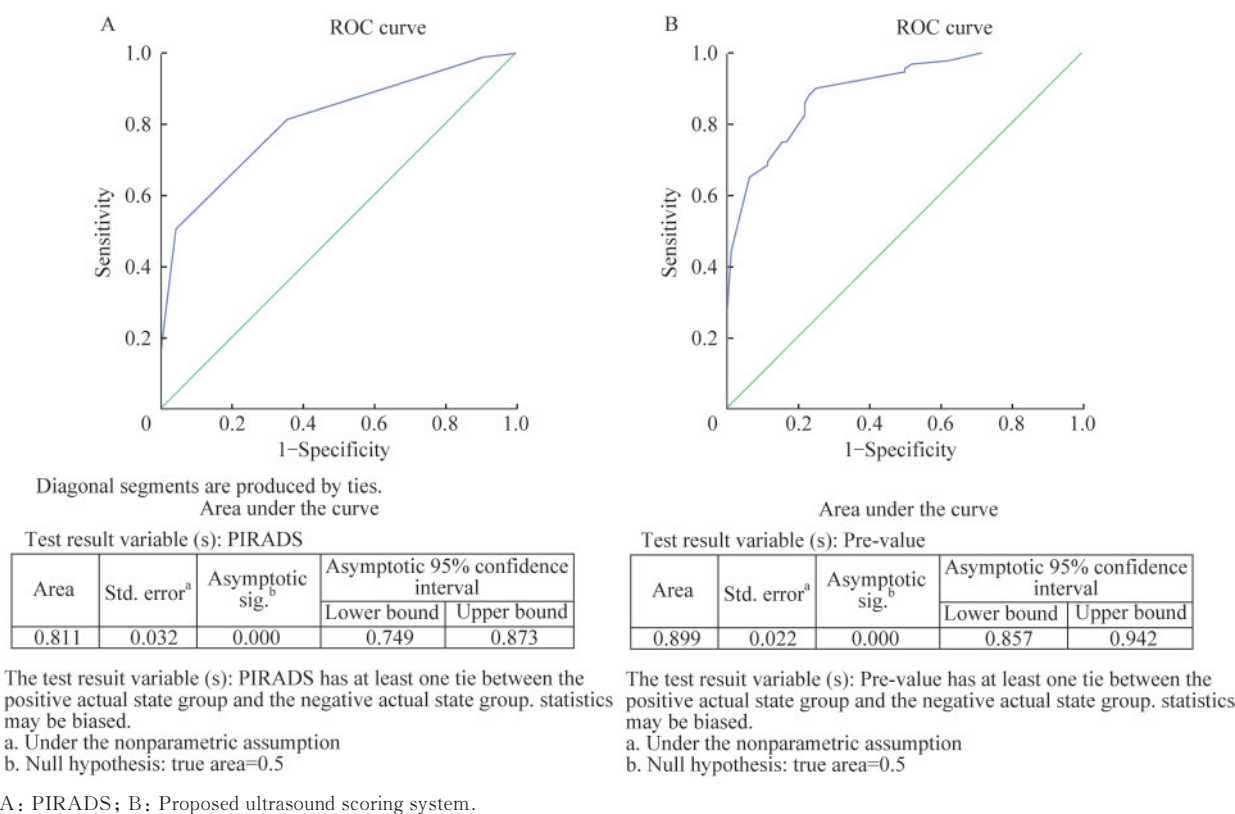 A
ROC curve
1.0
0.8
0.6
0.4
0.2
0
0.2
0.4
0.6
0.8
1.0
Sensitivity
1−Specificity
Diagonal segments are produced by ties.
Area under the curve
Test result variable (s): PIRADS
Area
Std. error^a
Asymptotic
sig.^b
Asymptotic 95% confidence
interval
Lower bound
Upper bound
0.811
0.032
0.000
0.749
0.873
The test resuit variable (s): PIRADS has at least one tie between the
positive actual state group and the negative actual state group. statistics
may be biased.
a. Under the nonparametric assumption
b. Null hypothesis: true area=0.5
B
ROC curve
1.0
0.8
0.6
0.4
0.2
0
0.2
0.4
0.6
0.8
1.0
Sensitivity
1−Specificity
Area under the curve
Test result variable (s): Pre-value
Area
Std. error^a
Asymptotic
sig.^b
Asymptotic 95% confidence
interval
Lower bound
Upper bound
0.899
0.022
0.000
0.857
0.942
The test resuit variable (s): Pre-value has at least one tie between the
positive actual state group and the negative actual state group. statistics
may be biased.
a. Under the nonparametric assumption
b. Null hypothesis: true area=0.5
A: PIRADS; B: Proposed ultrasound scoring system.